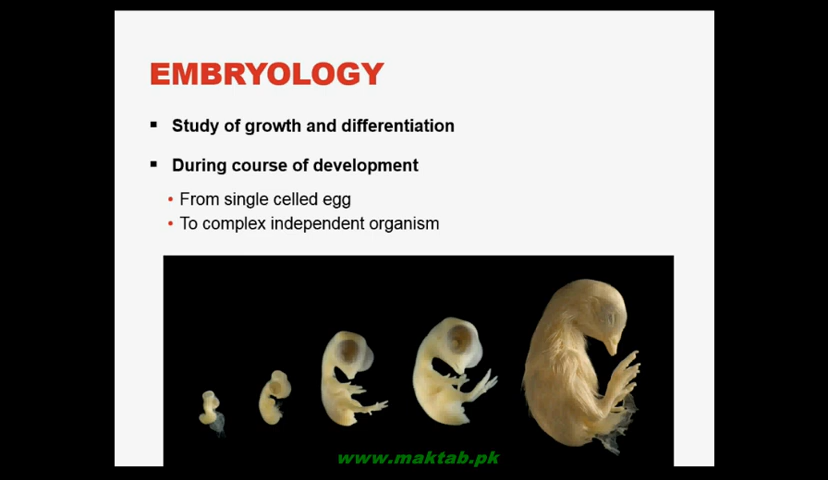 EMBRYOLOGY
Study of growth and differentiation
During course of development
From single celled egg
To complex independent organism
www.maktab.pk